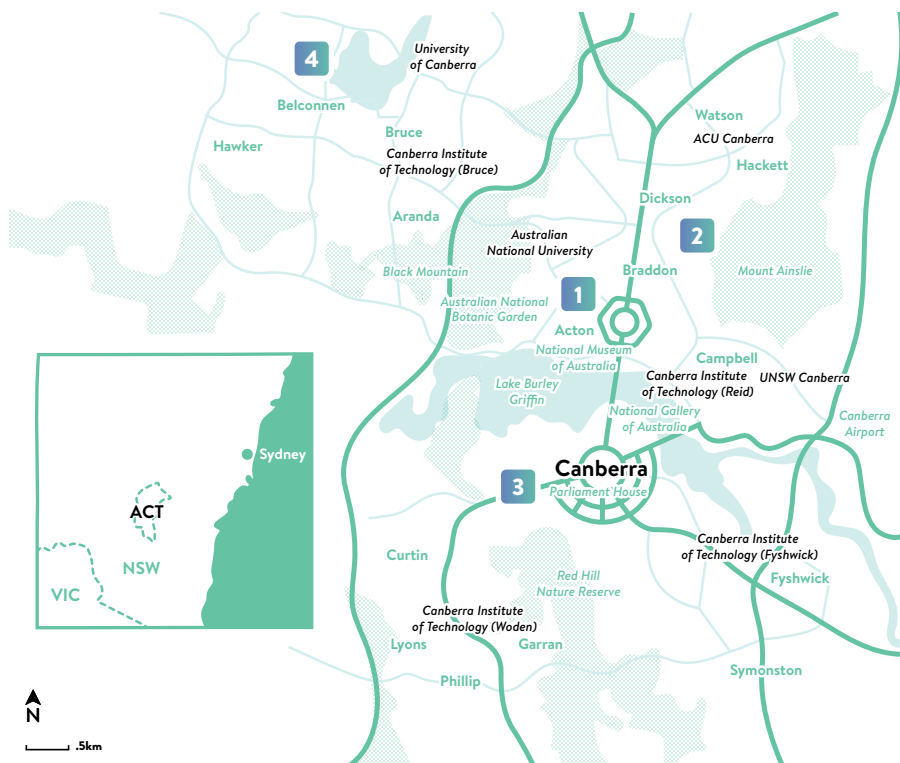 4
University
of Canberra
Belconnen
Watson
Bruce
ACU Canberra
Hawker
Canberra Institute
of Technology (Bruce)
Hackett
Dickson
Aranda
2
Australian
National University
Black Mountain
Braddon
Mount Ainslie
1
Australian National
Botanic Garden
Acton
National Museum
of Australia
Campbell
Canberra Institute
of Technology (Reid)
UNSW Canberra
Lake Burley
Griffin
National Gallery
of Australia
Canberra
Airport
Sydney
Canberra
3
Parliament House
ACT
Canberra Institute
of Technology (Fyshwick)
Curtin
NSW
Red Hill
Nature Reserve
Fyshwick
VIC
Canberra Institute
of Technology (Woden)
Lyons
Garran
Symonston
Phillip
N
.5km